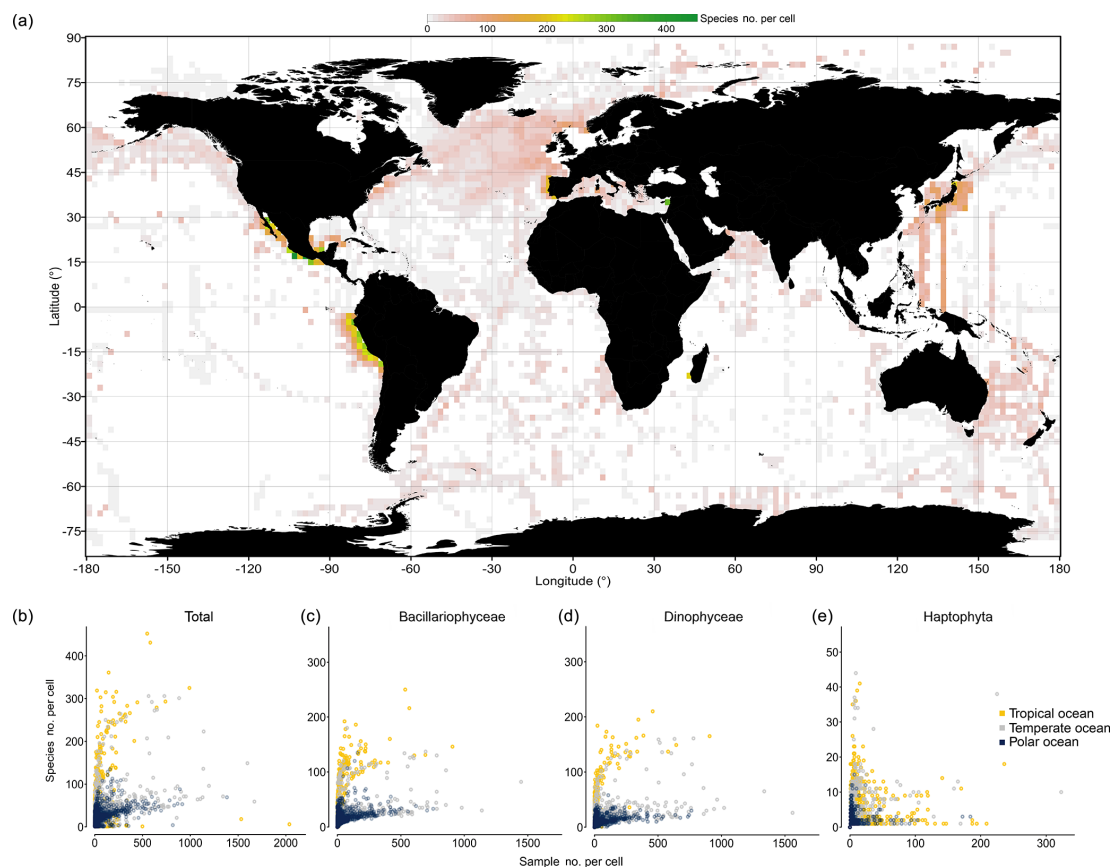 (a)
Species no. per cell
0 100 200 300 400
90
75
60
45
30
15
0
-15
-30
-45
-60
-75
Latitude (°)
-180 -150 -120 -90 -60 -30 0 30 60 90 120 150 180
Longitude (°)
(b) Total
(c) Bacillariophyceae
(d) Dinophyceae
(e) Haptophyta
Species no. per cell
400
300
200
100
0
0 500 1000 1500 2000
300
200
100
0
0 500 1000 1500
300
200
100
0
0 500 1000 1500
50
40
30
20
10
0
0 100 200 300
Tropical ocean
Temperate ocean
Polar ocean
Sample no. per cell